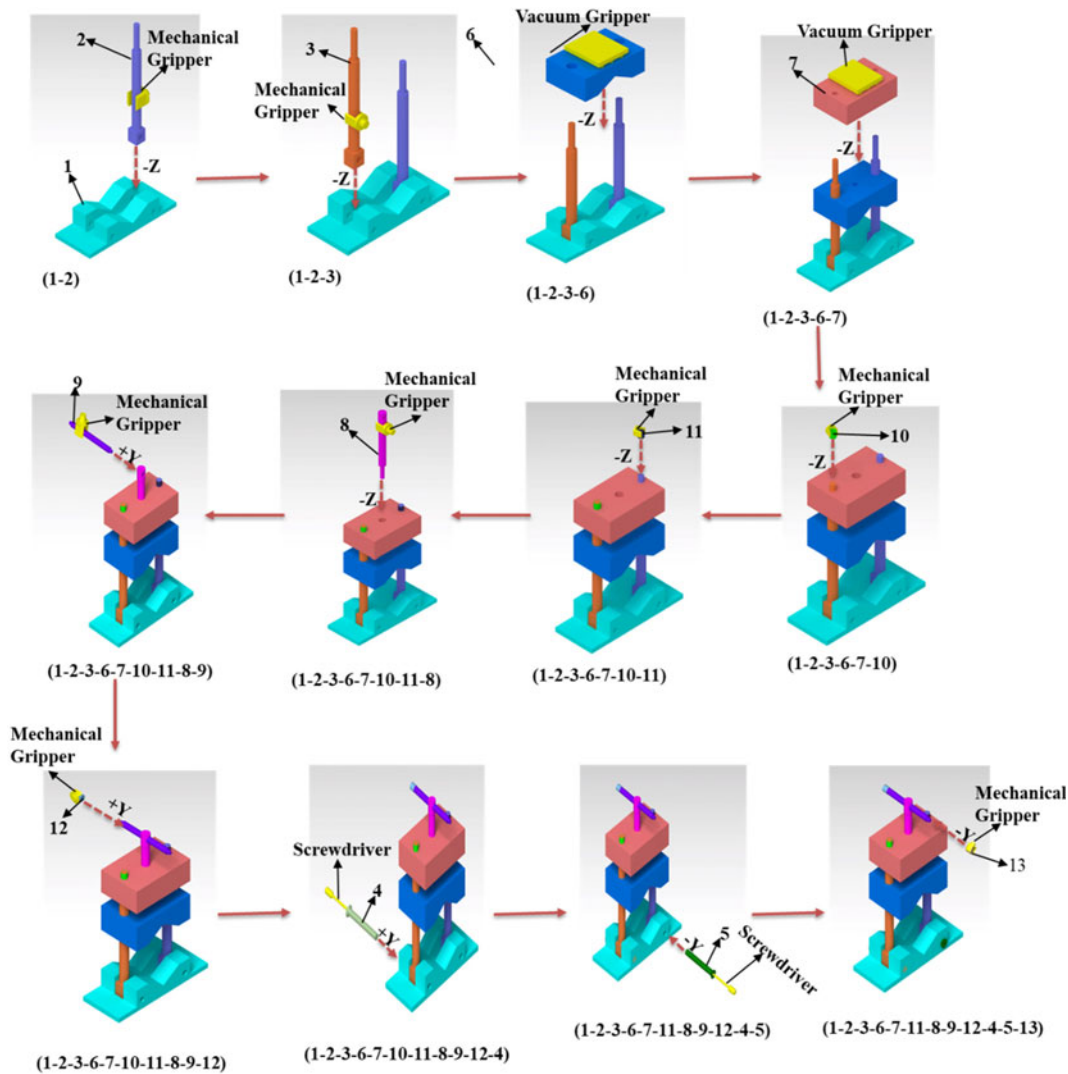 2
Mechanical
Gripper
1
-Z
(1-2)
3
Mechanical
Gripper
-Z
(1-2-3)
6
Vacuum Gripper
-Z
(1-2-3-6)
Vacuum Gripper
7
-Z
(1-2-3-6-7)
9
Mechanical
Gripper
+Y
(1-2-3-6-7-10-11-8-9)
Mechanical
Gripper
8
-Z
(1-2-3-6-7-10-11-8)
Mechanical
Gripper
11
-Z
(1-2-3-6-7-10-11)
Mechanical
Gripper
10
-Z
(1-2-3-6-7-10)
Mechanical
Gripper
12
+Y
(1-2-3-6-7-10-11-8-9-12)
Screwdriver
4
+Y
(1-2-3-6-7-10-11-8-9-12-4)
-Y
5
Screwdriver
(1-2-3-6-7-11-8-9-12-4-5)
Mechanical
Gripper
-Y
13
(1-2-3-6-7-11-8-9-12-4-5-13)